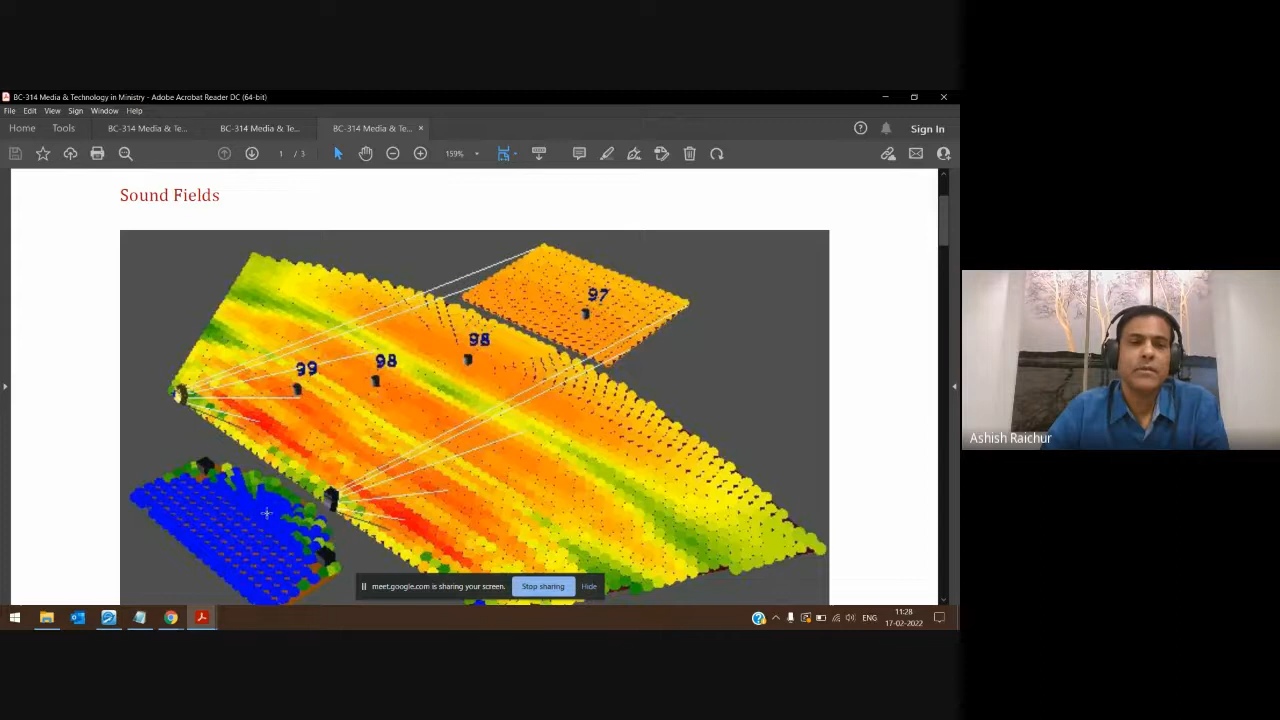 BC-314 Media & Technology in Ministry - Adobe Acrobat Reader DC (64-bit)
File Edit View Sign Window Help
Home Tools BC-314 Media & Te... BC-314 Media & Te... BC-314 Media & Te... × Sign In
1 / 3 159%
Sound Fields
97
98
98
99
Ashish Raichur
meet.google.com is sharing your screen. Stop sharing Hide
ENG 11:28
17-02-2022